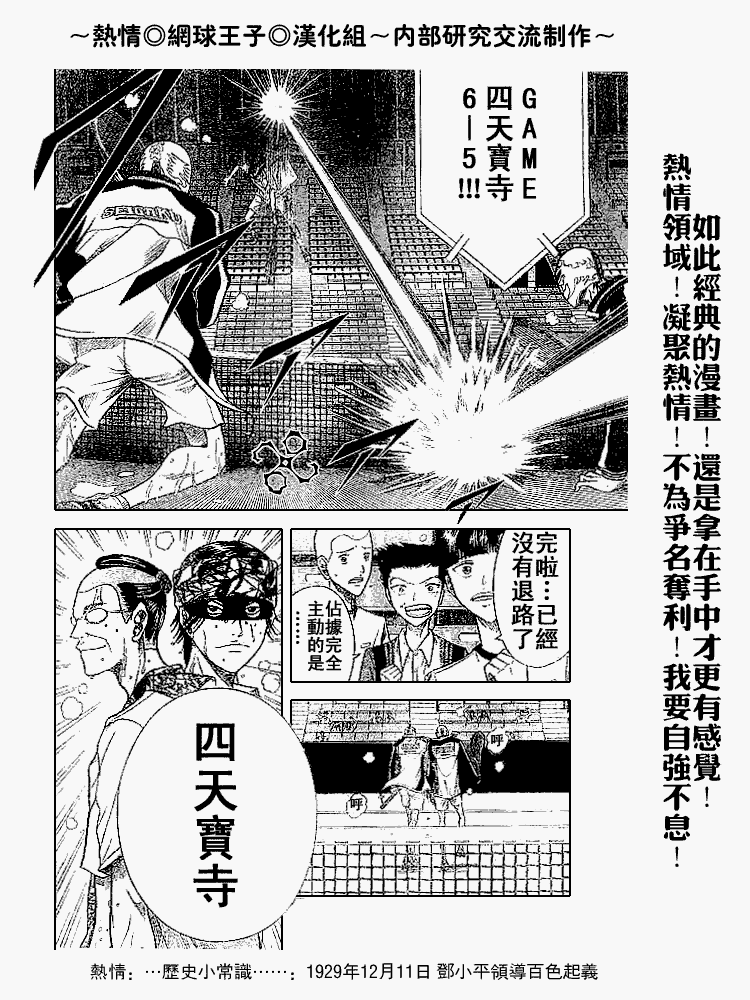 ～熱情◎網球王子◎漢化組～内部研究交流制作～
GAME
四天寶寺
6—5!!!
SEIGAKU
完啦…已經
沒有退路了
佔據完全
主動的是
……
四天寶寺
呼
呼
如此經典的漫畫！還是拿在手中才更有感覺！
熱情領域！凝聚熱情！不為爭名奪利！我要自強不息！
熱情：…歷史小常識……：1929年12月11日 鄧小平領導百色起義